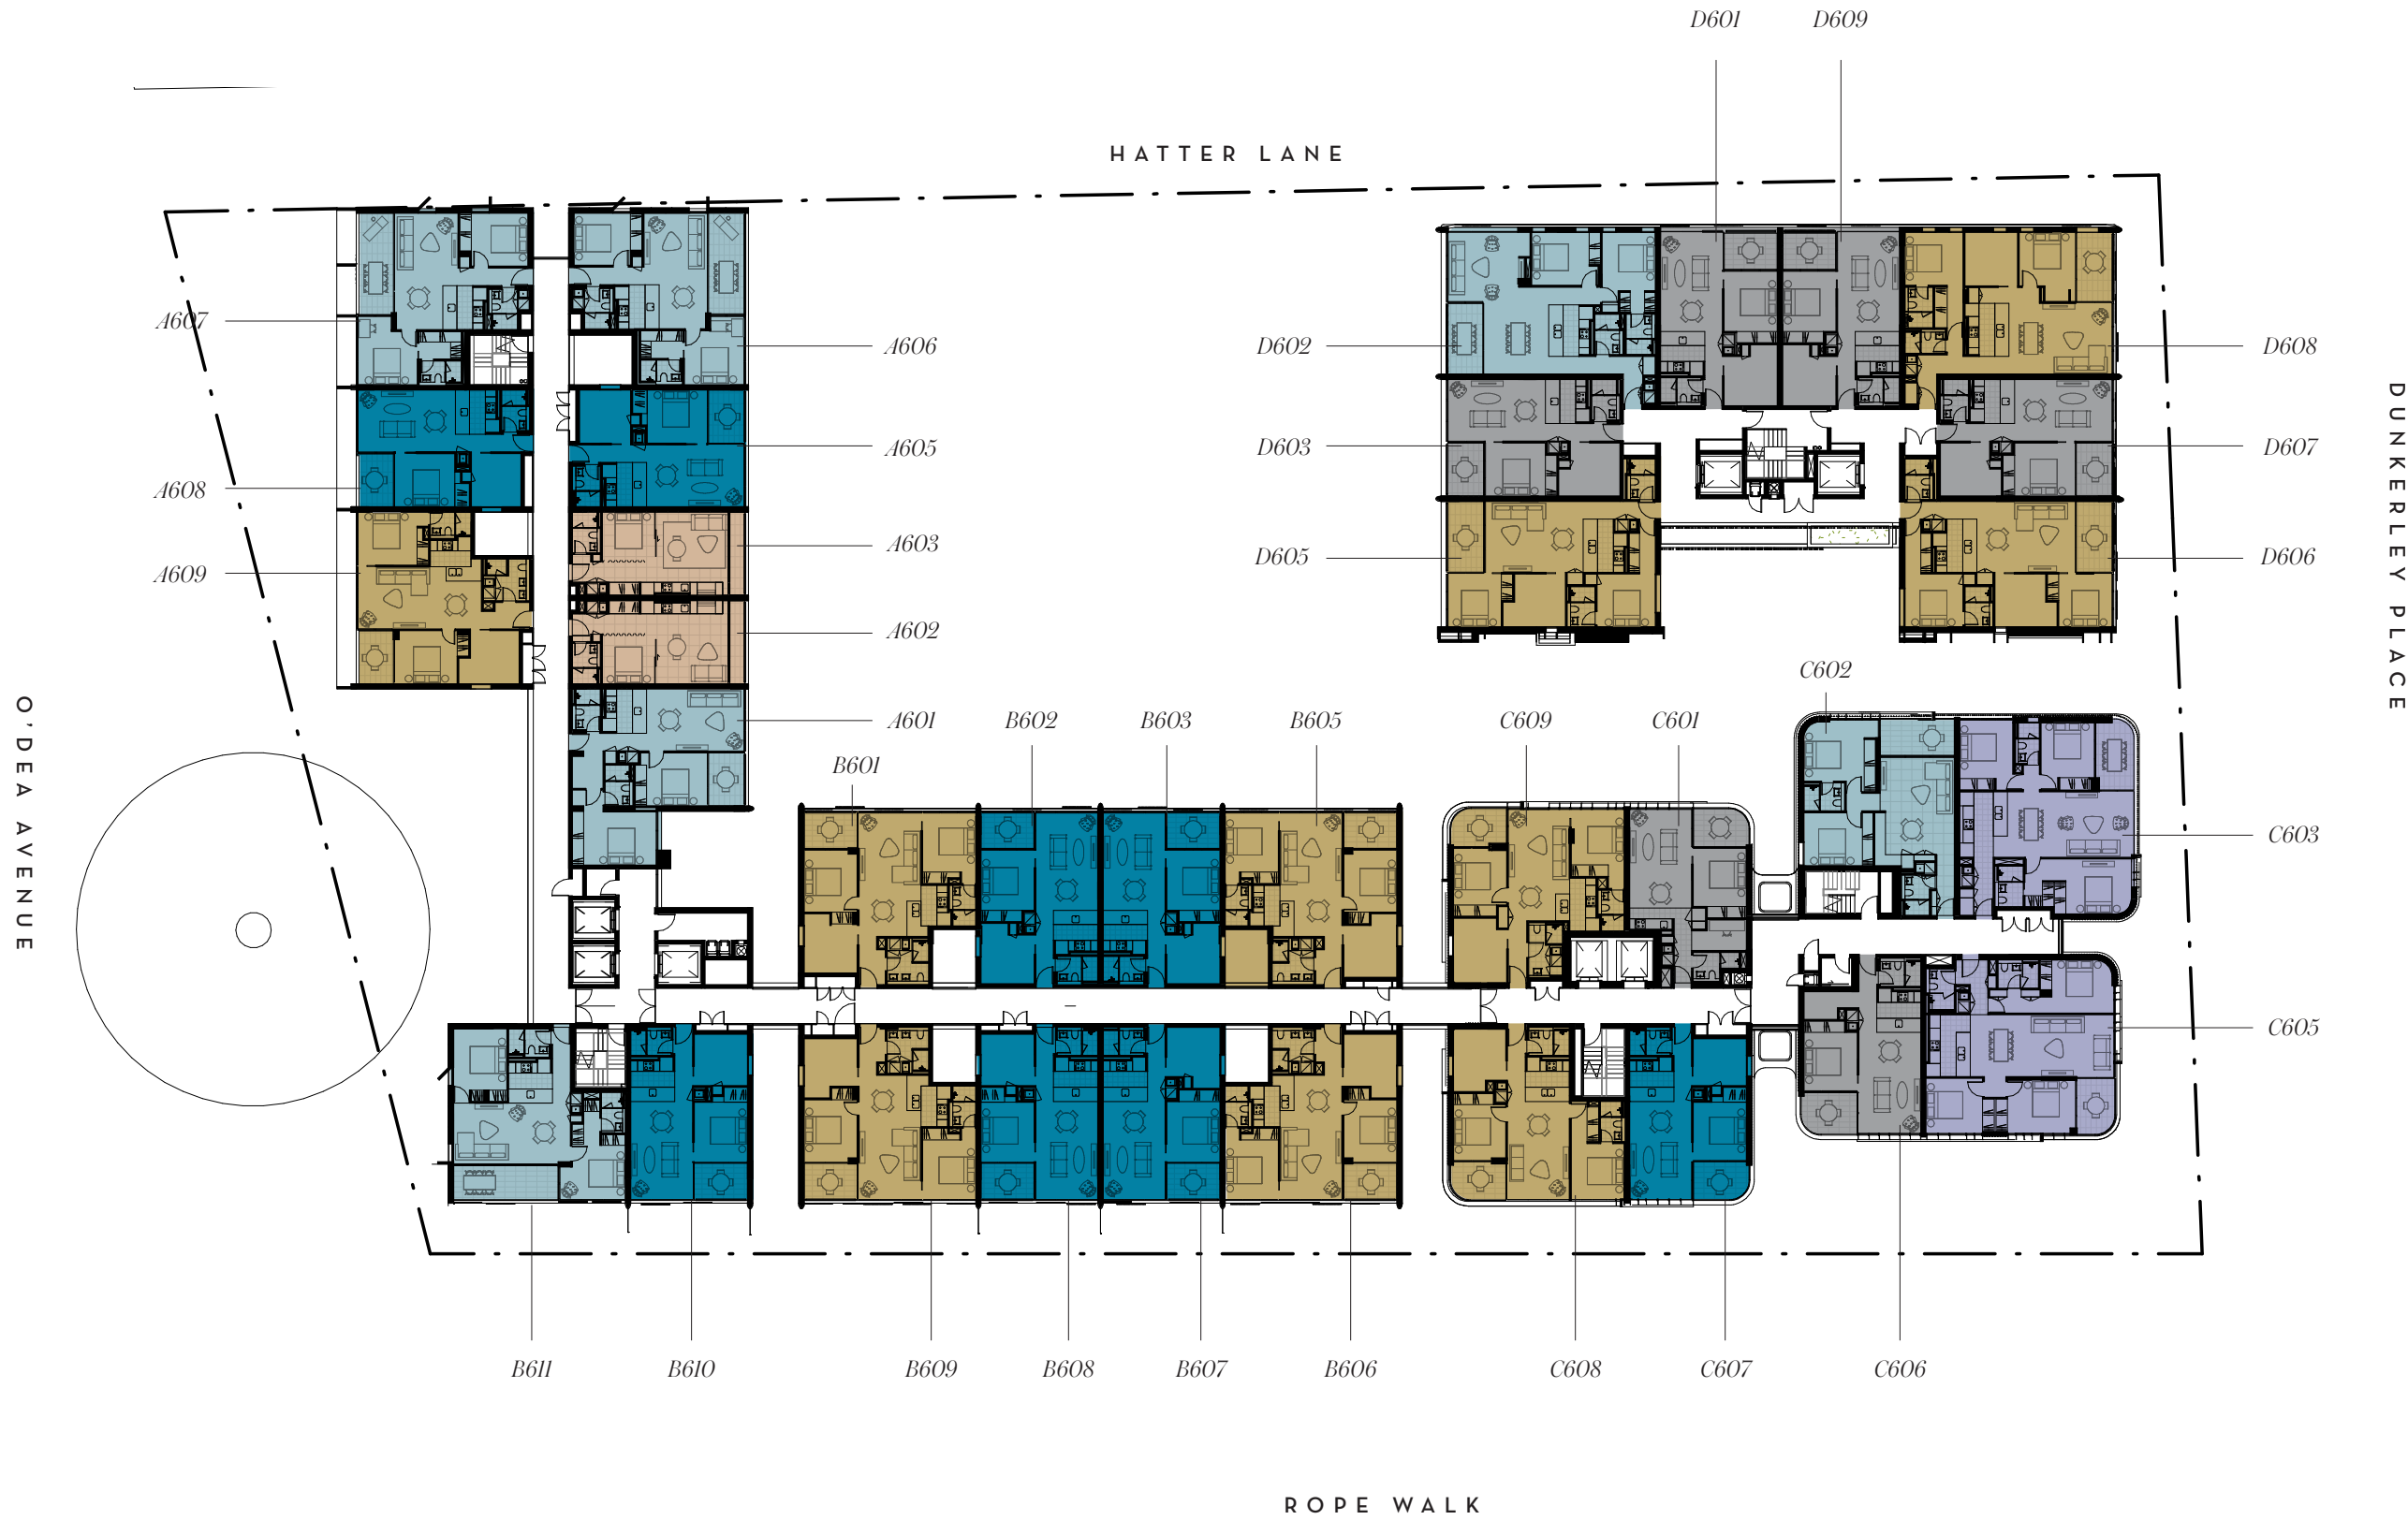 D601
D609
HATTER LANE
A607
A606
D602
D608
DUNKERLEY PLACE
A605
D603
D607
A608
A603
D605
D606
A609
A602
C602
O'DEA AVENUE
A601
B602
B603
B605
C609
C601
B601
C603
C605
B611
B610
B609
B608
B607
B606
C608
C607
C606
ROPE WALK